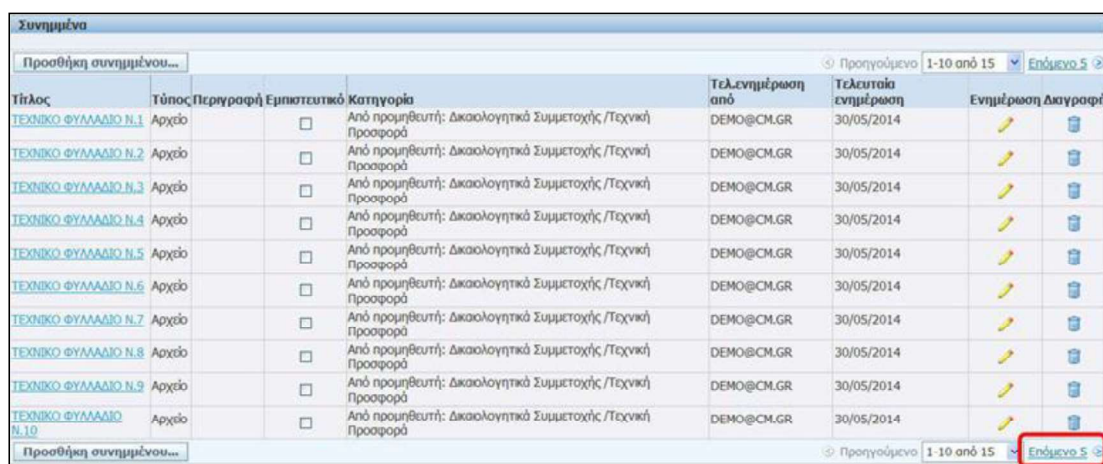 Συνημμένα
Προσθήκη συνημμένου... Προηγούμενο 1-10 από 15 Επόμενο 5
Τίτλος Τύπος Περιγραφή Εμπιστευτικό Κατηγορία Τελ.ενημέρωση από Τελευταία ενημέρωση Ενημέρωση Διαγραφή
ΤΕΧΝΙΚΟ ΦΥΛΛΑΔΙΟ Ν.1 Αρχείο Από προμηθευτή: Δικαιολογητικά Συμμετοχής /Τεχνική Προσφορά DEMO@CM.GR 30/05/2014
ΤΕΧΝΙΚΟ ΦΥΛΛΑΔΙΟ Ν.2 Αρχείο Από προμηθευτή: Δικαιολογητικά Συμμετοχής /Τεχνική Προσφορά DEMO@CM.GR 30/05/2014
ΤΕΧΝΙΚΟ ΦΥΛΛΑΔΙΟ Ν.3 Αρχείο Από προμηθευτή: Δικαιολογητικά Συμμετοχής /Τεχνική Προσφορά DEMO@CM.GR 30/05/2014
ΤΕΧΝΙΚΟ ΦΥΛΛΑΔΙΟ Ν.4 Αρχείο Από προμηθευτή: Δικαιολογητικά Συμμετοχής /Τεχνική Προσφορά DEMO@CM.GR 30/05/2014
ΤΕΧΝΙΚΟ ΦΥΛΛΑΔΙΟ Ν.5 Αρχείο Από προμηθευτή: Δικαιολογητικά Συμμετοχής /Τεχνική Προσφορά DEMO@CM.GR 30/05/2014
ΤΕΧΝΙΚΟ ΦΥΛΛΑΔΙΟ Ν.6 Αρχείο Από προμηθευτή: Δικαιολογητικά Συμμετοχής /Τεχνική Προσφορά DEMO@CM.GR 30/05/2014
ΤΕΧΝΙΚΟ ΦΥΛΛΑΔΙΟ Ν.7 Αρχείο Από προμηθευτή: Δικαιολογητικά Συμμετοχής /Τεχνική Προσφορά DEMO@CM.GR 30/05/2014
ΤΕΧΝΙΚΟ ΦΥΛΛΑΔΙΟ Ν.8 Αρχείο Από προμηθευτή: Δικαιολογητικά Συμμετοχής /Τεχνική Προσφορά DEMO@CM.GR 30/05/2014
ΤΕΧΝΙΚΟ ΦΥΛΛΑΔΙΟ Ν.9 Αρχείο Από προμηθευτή: Δικαιολογητικά Συμμετοχής /Τεχνική Προσφορά DEMO@CM.GR 30/05/2014
ΤΕΧΝΙΚΟ ΦΥΛΛΑΔΙΟ Ν.10 Αρχείο Από προμηθευτή: Δικαιολογητικά Συμμετοχής /Τεχνική Προσφορά DEMO@CM.GR 30/05/2014
Προσθήκη συνημμένου... Προηγούμενο 1-10 από 15 Επόμενο 5